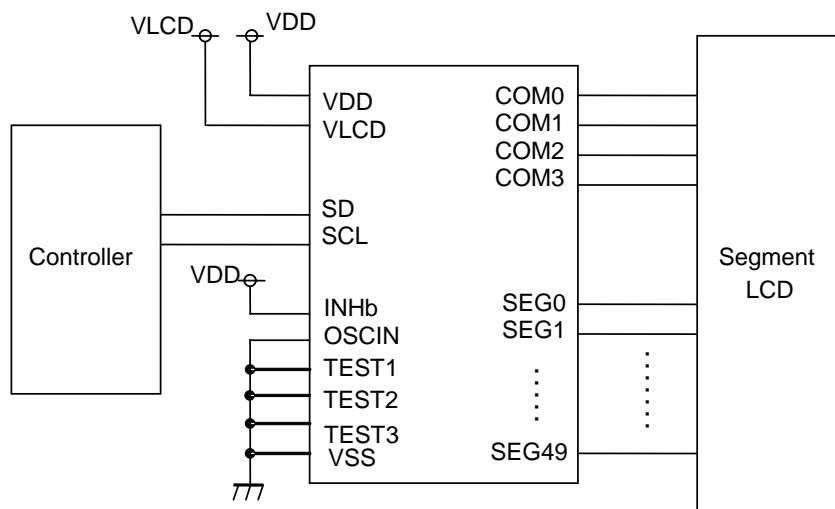 VLCD
VDD
VDD
VLCD
SD
SCL
VDD
INHb
OSCIN
TEST1
TEST2
TEST3
VSS
Controller
COM0
COM1
COM2
COM3
SEG0
SEG1
SEG49
Segment
LCD